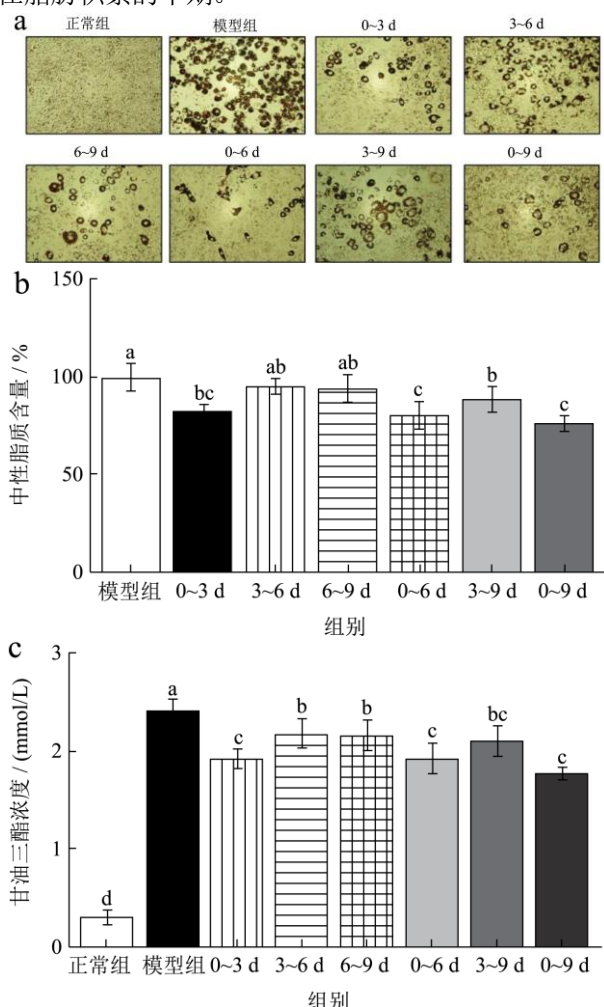 a
正常组 模型组 0~3 d 3~6 d
6~9 d 0~6 d 3~9 d 0~9 d
b
中性脂质含量 / %
150
100
50
0
a bc ab ab c b c
模型组 0~3 d 3~6 d 6~9 d 0~6 d 3~9 d 0~9 d
组别
c
甘油三酯浓度 / (mmol/L)
3
2
1
0
d a c b b c bc c
正常组 模型组 0~3 d 3~6 d 6~9 d 0~6 d 3~9 d 0~9 d
组别